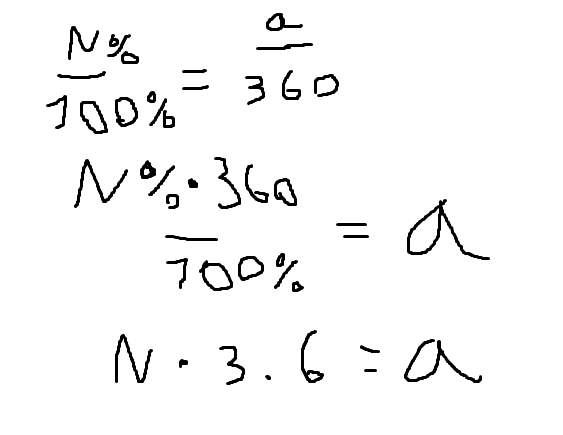 N% / 100% = a / 360
N% · 360 / 100% = a
N · 3.6 = a